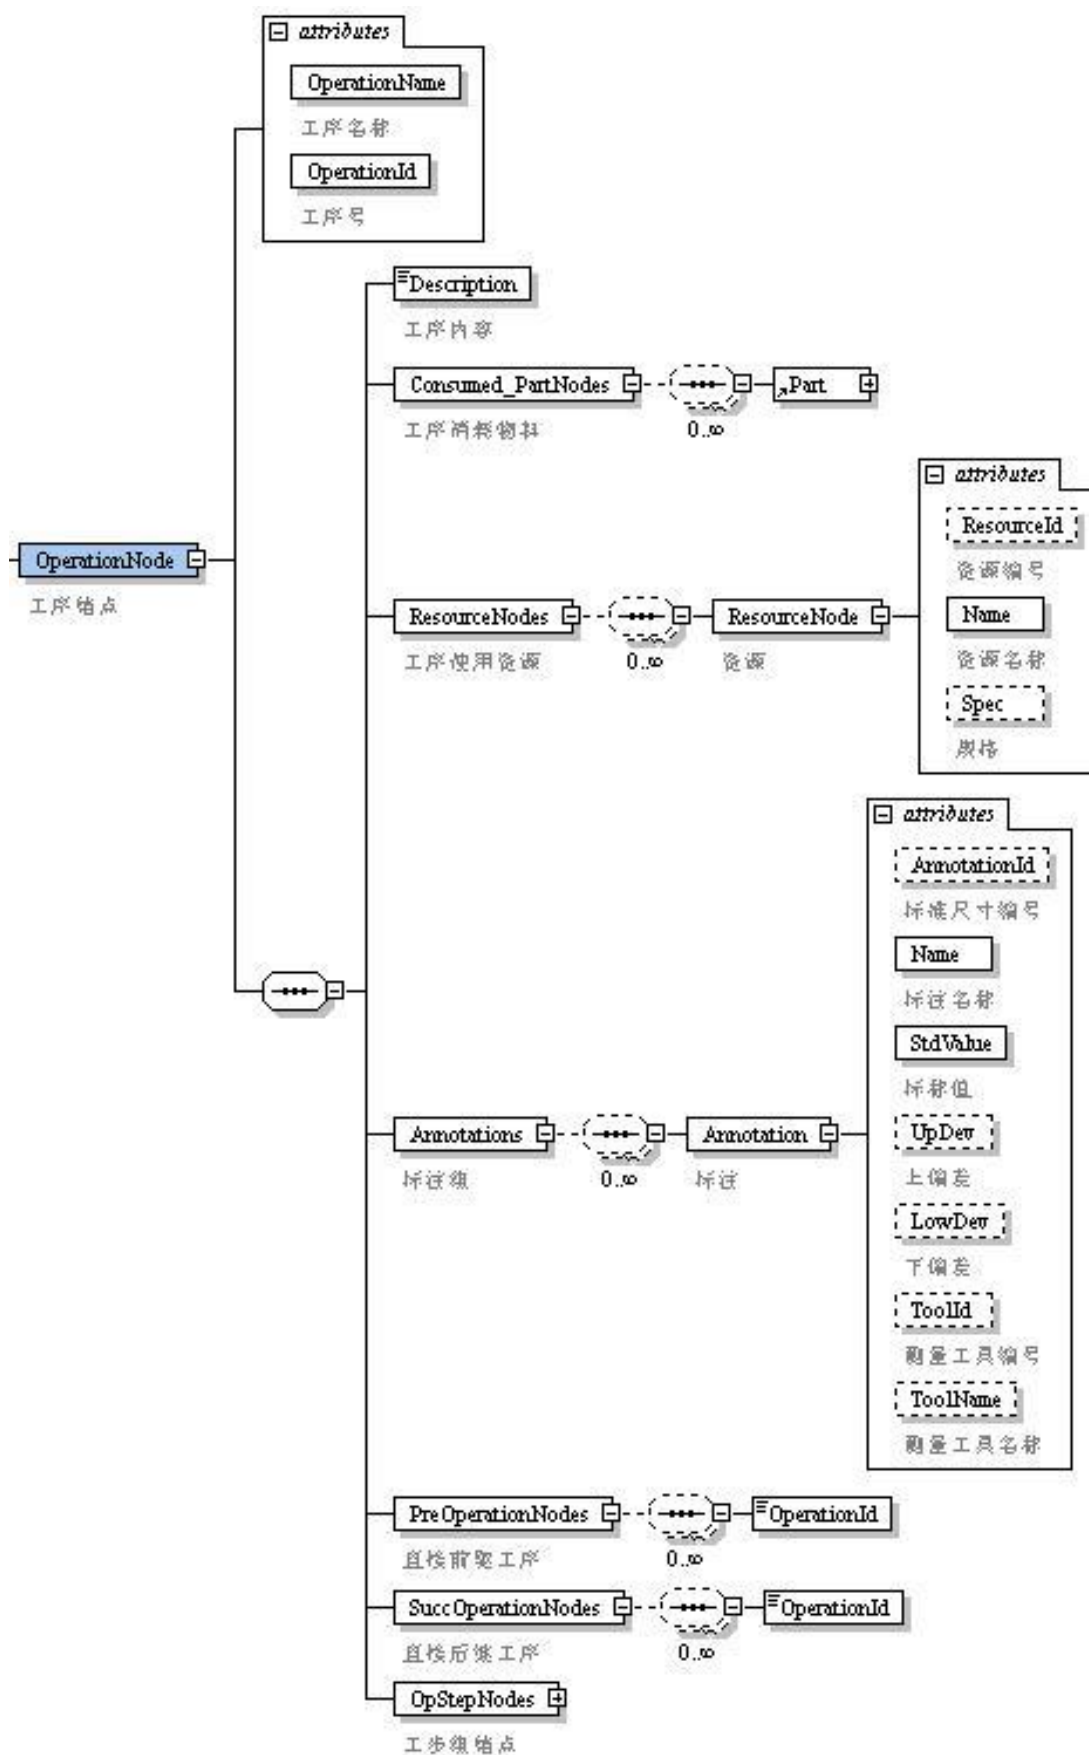 attributes
OperationName
工序名称
OperationId
工序号
Description
工序内容
Consumed_PartNodes
Part
工序消耗物料
0..∞
attributes
ResourceId
资源编号
OperationNode
工序结点
ResourceNodes
ResourceNode
Name
工序使用资源
0..∞
资源
资源名称
Spec
规格
attributes
AnnotationId
标准尺寸编号
Name
标注名称
StdValue
标称值
Annotations
Annotation
UpDev
标注组
0..∞
标注
上偏差
LowDev
下偏差
ToolId
测量工具编号
ToolName
测量工具名称
PreOperationNodes
OperationId
直接前驱工序
0..∞
SuccOperationNodes
OperationId
直接后继工序
0..∞
OpStepNodes
工步组结点